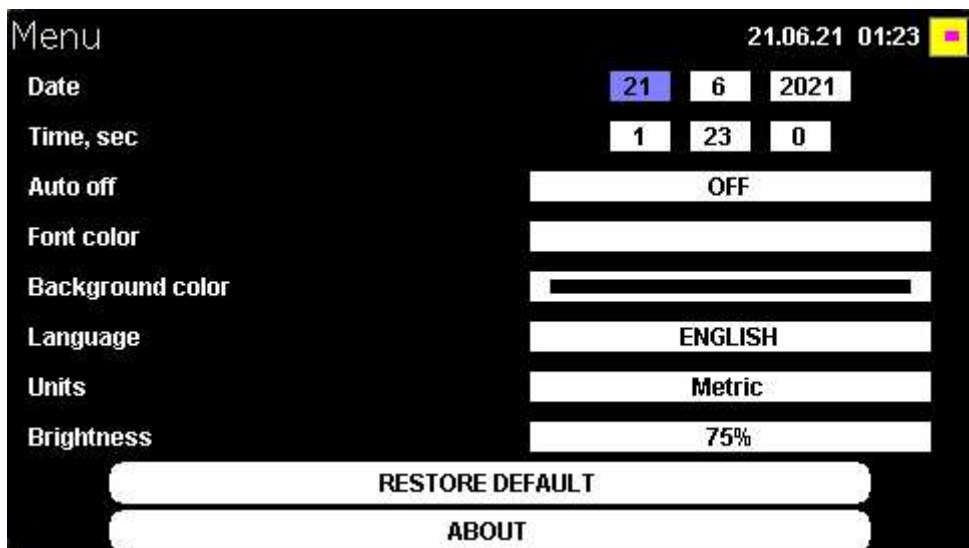 Menu 21.06.21 01:23
Date 21 6 2021
Time, sec 1 23 0
Auto off OFF
Font color
Background color
Language ENGLISH
Units Metric
Brightness 75%
RESTORE DEFAULT
ABOUT